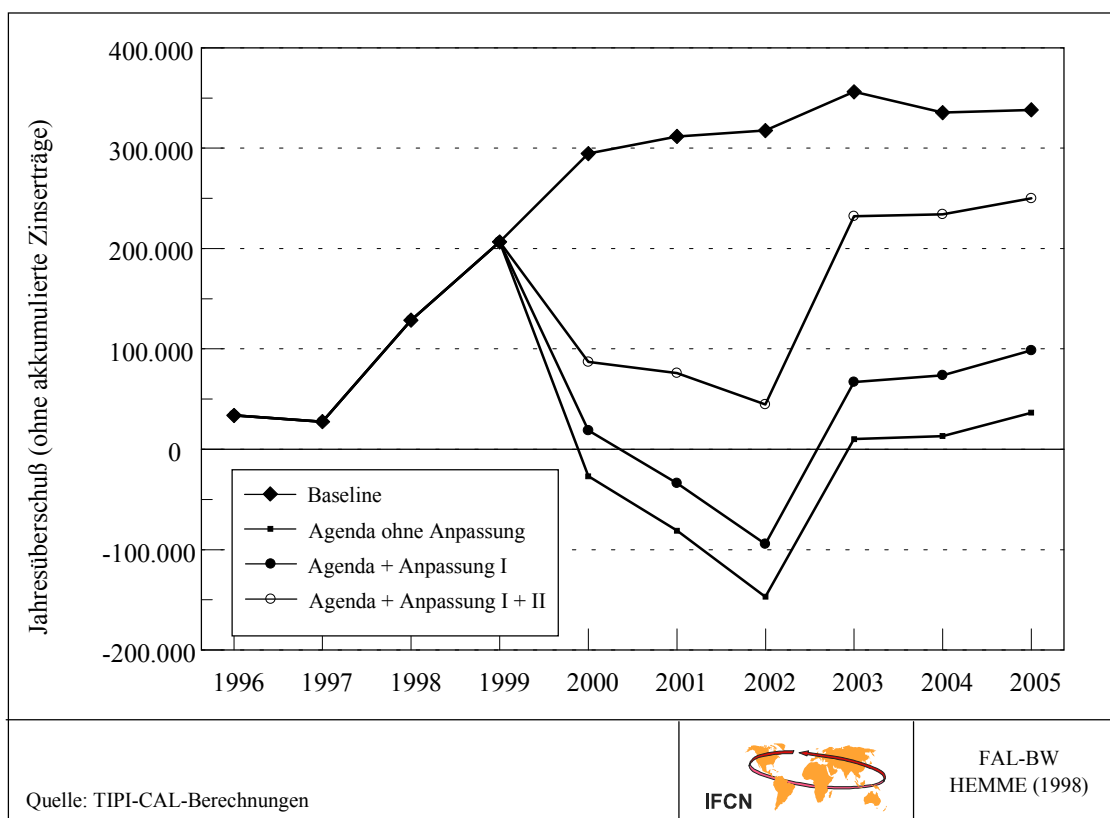 Jahresüberschuß (ohne akkumulierte Zinserträge)
400.000
300.000
200.000
100.000
0
-100.000
-200.000
Baseline
Agenda ohne Anpassung
Agenda + Anpassung I
Agenda + Anpassung I + II
1996 1997 1998 1999 2000 2001 2002 2003 2004 2005
Quelle: TIPI-CAL-Berechnungen
IFCN
FAL-BW
HEMME (1998)